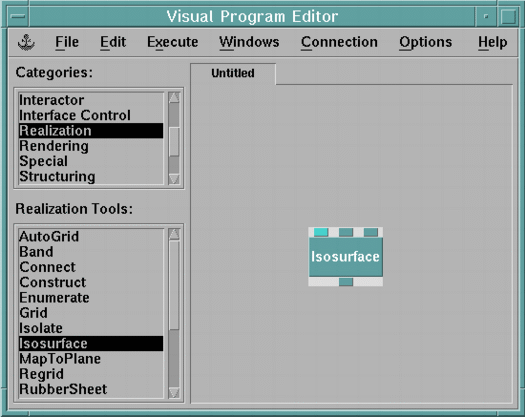 Visual Program Editor
File Edit Execute Windows Connection Options Help
Categories:
Untitled
Interactor
Interface Control
Realization
Rendering
Special
Structuring
Realization Tools:
AutoGrid
Band
Connect
Construct
Enumerate
Grid
Isolate
Isosurface
MapToPlane
Regrid
RubberSheet
Isosurface